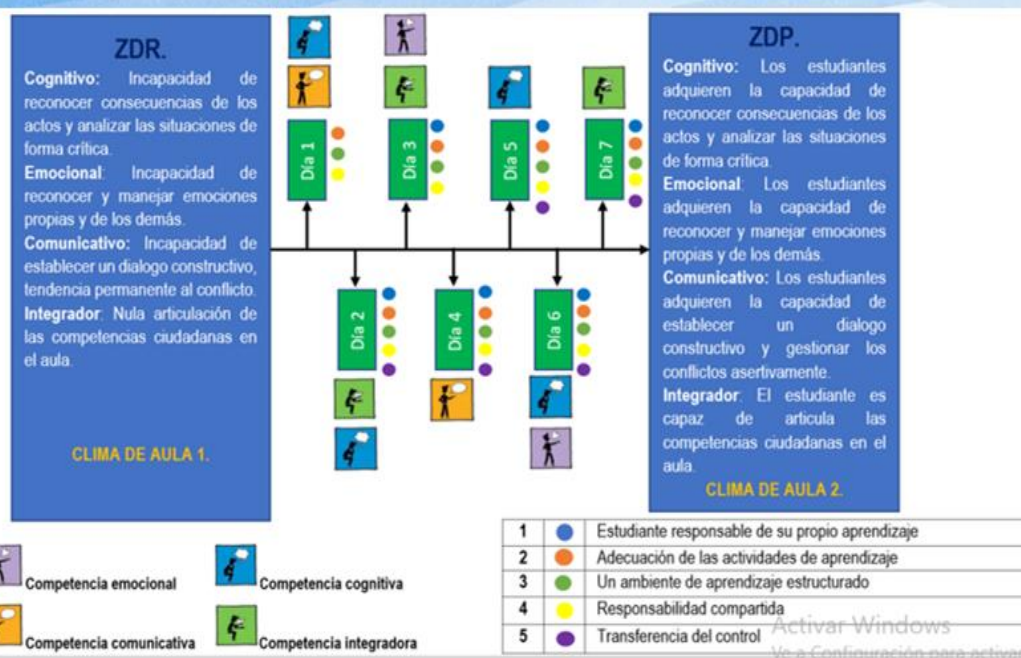 ZDR.
Cognitivo: Incapacidad de
reconocer consecuencias de los
actos y analizar las situaciones de
forma crítica.
Emocional: Incapacidad de
reconocer y manejar emociones
propias y de los demás.
Comunicativo: Incapacidad de
establecer un dialogo constructivo,
tendencia permanente al conflicto.
Integrador: Nula articulación de
las competencias ciudadanas en
el aula.
CLIMA DE AULA 1.
Día 1
Día 3
Día 5
Día 7
Día 2
Día 4
Día 6
ZDP.
Cognitivo: Los estudiantes
adquieren la capacidad de
reconocer consecuencias de los
actos y analizar las situaciones
de forma crítica.
Emocional: Los estudiantes
adquieren la capacidad de
reconocer y manejar emociones
propias y de los demás.
Comunicativo: Los estudiantes
adquieren la capacidad de
establecer un dialogo
constructivo y gestionar los
conflictos asertivamente.
Integrador: El estudiante es
capaz de articula las
competencias ciudadanas en el
aula.
CLIMA DE AULA 2.
Competencia emocional
Competencia cognitiva
Competencia comunicativa
Competencia integradora
1 Estudiante responsable de su propio aprendizaje
2 Adecuación de las actividades de aprendizaje
3 Un ambiente de aprendizaje estructurado
4 Responsabilidad compartida
5 Transferencia del control
Activar Windows
Ve a Configuración para activar